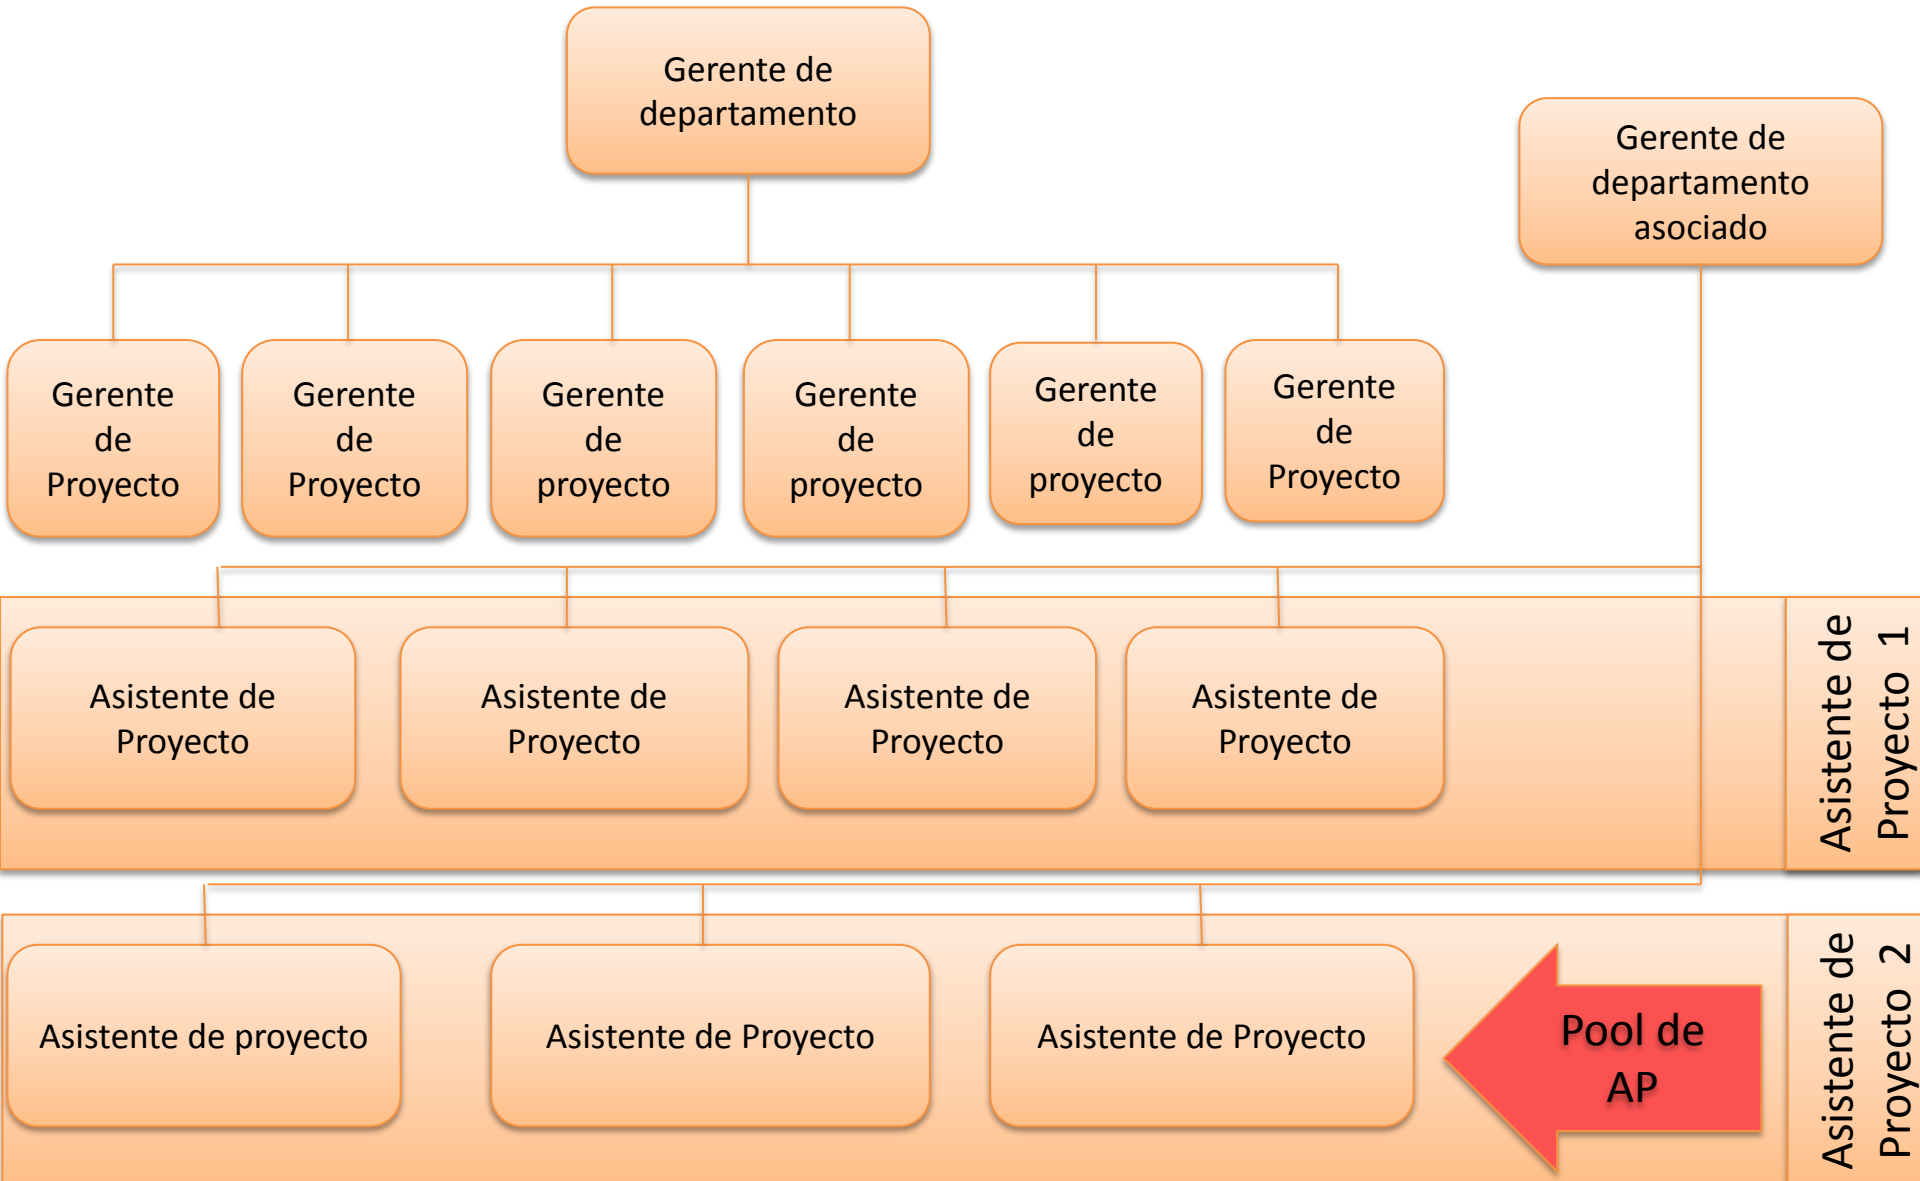 Gerente de
departamento
Gerente de
departamento
asociado
Gerente
de
Proyecto
Gerente
de
Proyecto
Gerente
de
proyecto
Gerente
de
proyecto
Gerente
de
proyecto
Gerente
de
Proyecto
Asistente de
Proyecto
Asistente de
Proyecto
Asistente de
Proyecto
Asistente de
Proyecto
Asistente de
Proyecto 1
Asistente de proyecto
Asistente de Proyecto
Asistente de Proyecto
Pool de
AP
Asistente de
Proyecto 2